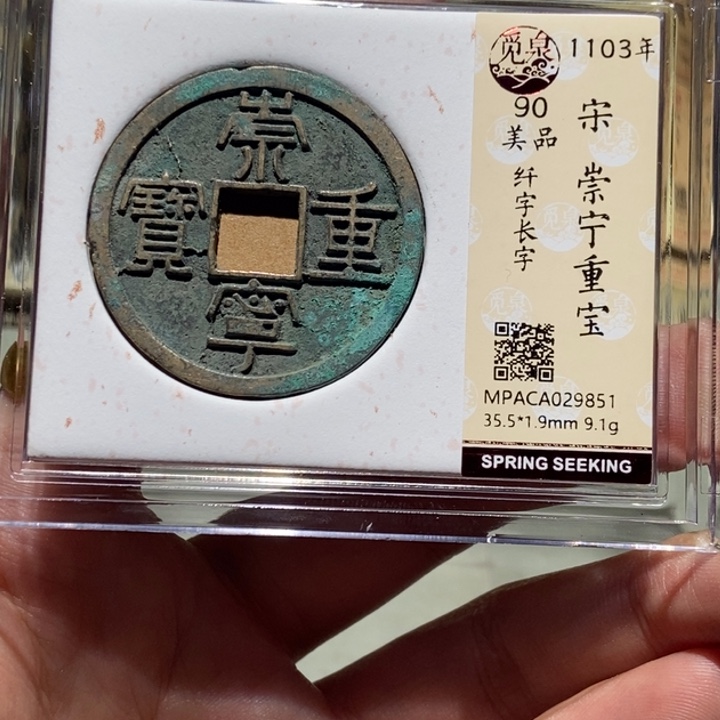 崇
寧
重
寶
觅泉
1103年
90
美品
纤字长字
宋 崇宁重宝
MPACA029851
35.5*1.9mm 9.1g
SPRING SEEKING